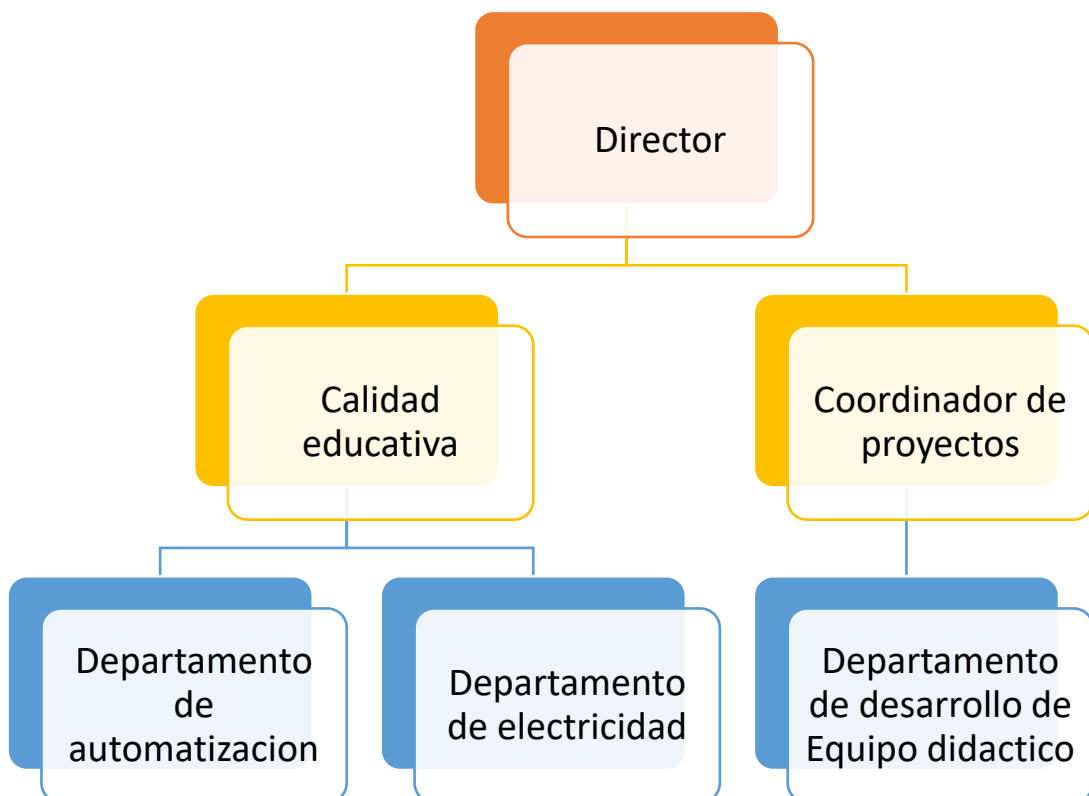 Director
Calidad
educativa
Coordinador de
proyectos
Departamento
de
automatizacion
Departamento
de electricidad
Departamento
de desarrollo de
Equipo didactico